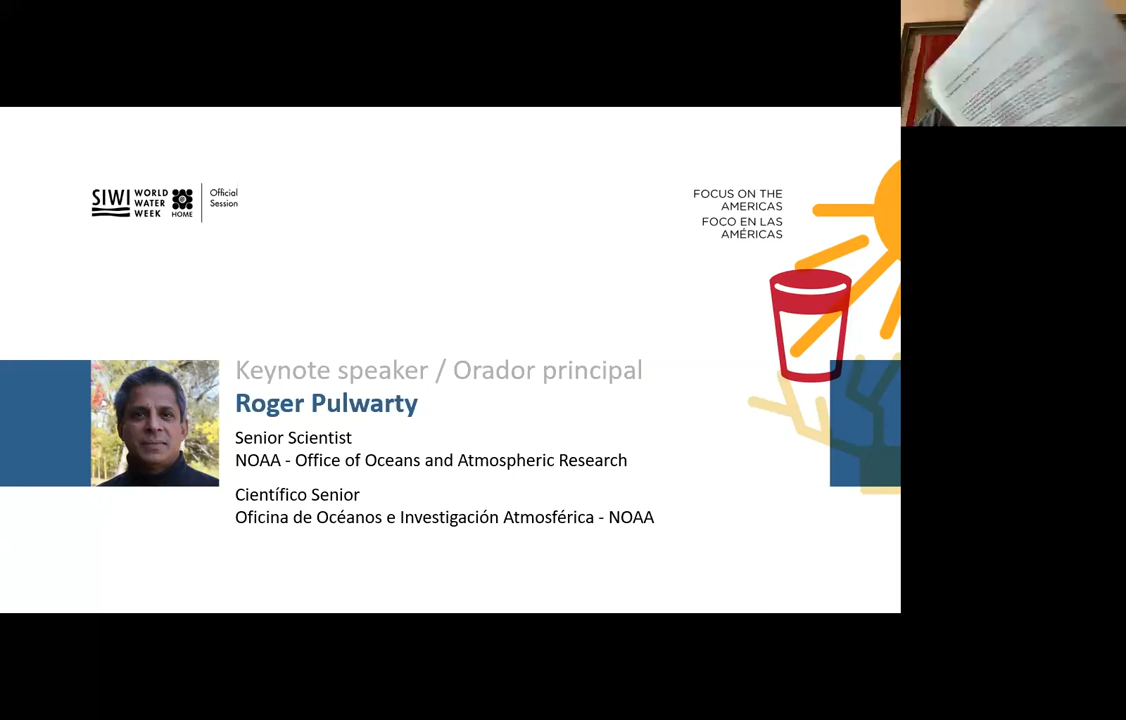 SIWI WORLD
WATER
WEEK
HOME
Official
Session
FOCUS ON THE
AMERICAS
FOCO EN LAS
AMÉRICAS
Keynote speaker / Orador principal
Roger Pulwarty
Senior Scientist
NOAA - Office of Oceans and Atmospheric Research
Científico Senior
Oficina de Océanos e Investigación Atmosférica - NOAA